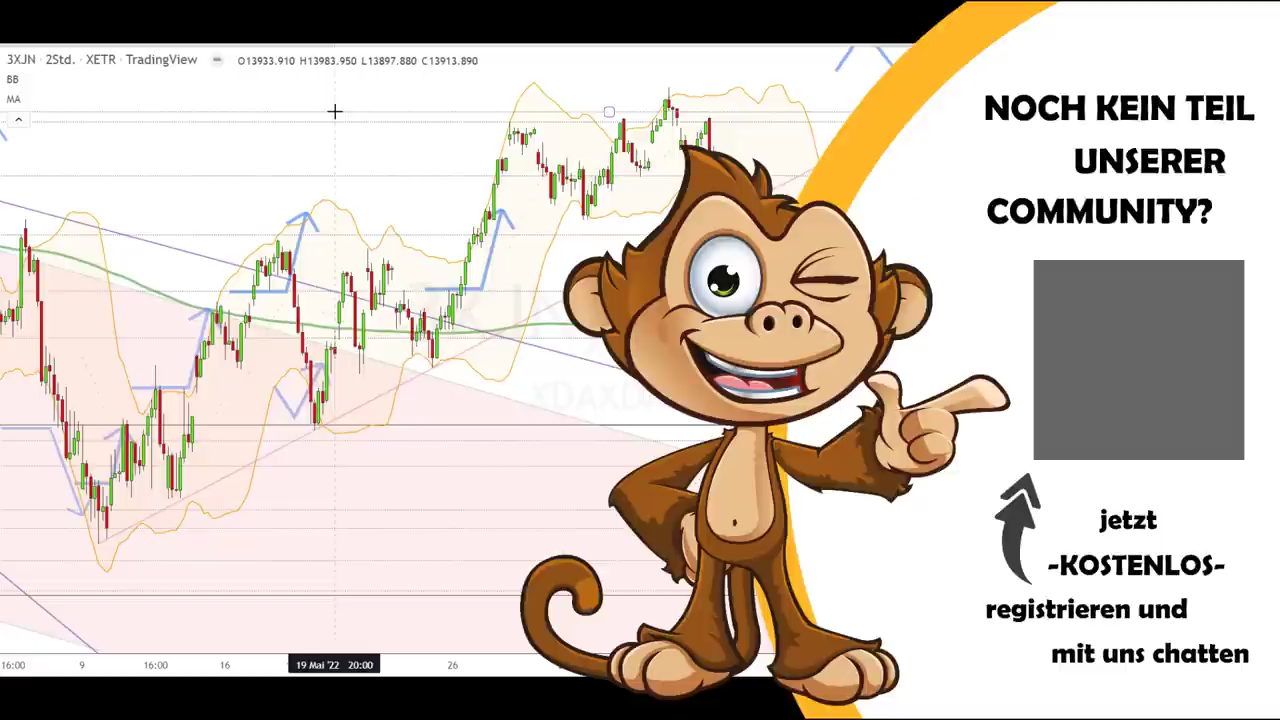 3XJN · 2Std. · XETR · TradingView
O13933.910 H13983.950 L13897.880 C13913.890
BB
MA
16:00
9
16:00
16
19 Mai '22 20:00
26
NOCH KEIN TEIL
UNSERER
COMMUNITY?
jetzt
-KOSTENLOS-
registrieren und
mit uns chatten